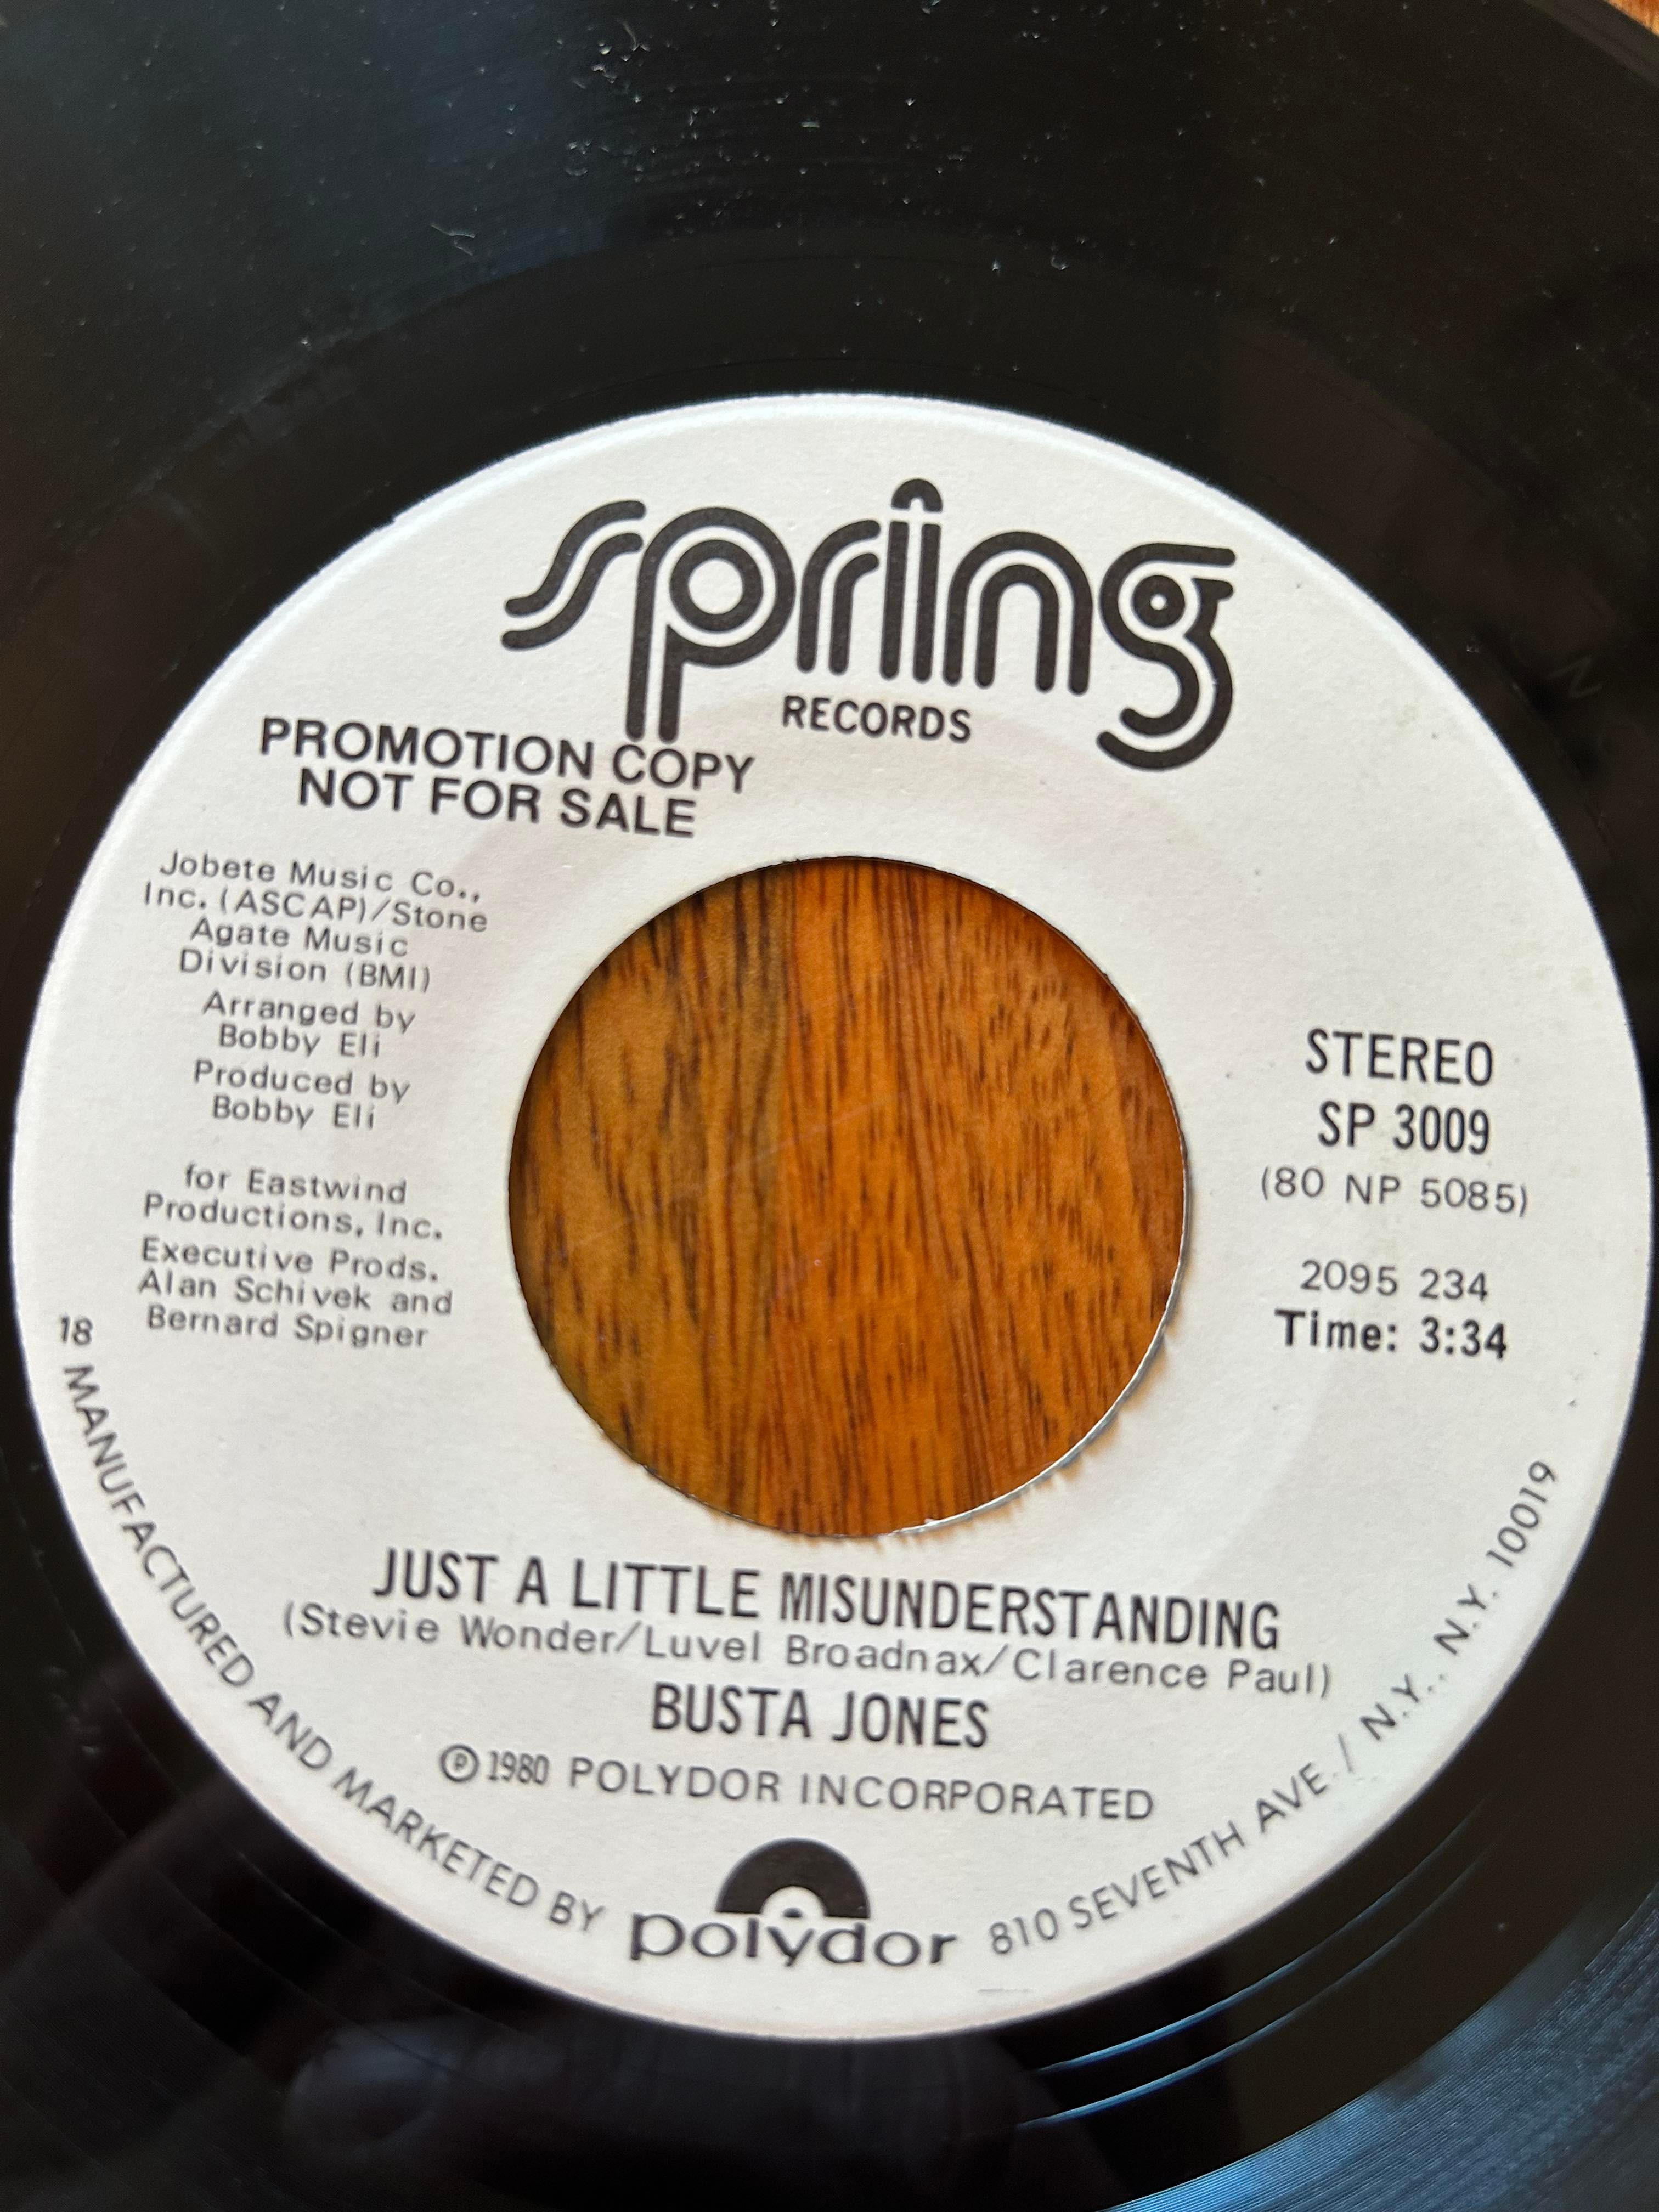 spring
RECORDS
PROMOTION COPY
NOT FOR SALE
Jobete Music Co.,
Inc. (ASCAP)/Stone
Agate Music
Division (BMI)
Arranged by
Bobby Eli
Produced by
Bobby Eli
for Eastwind
Productions, Inc.
Executive Prods.
Alan Schivek and
Bernard Spigner
STEREO
SP 3009
(80 NP 5085)
2095 234
Time: 3:34
JUST A LITTLE MISUNDERSTANDING
(Stevie Wonder/Luvel Broadnax/Clarence Paul)
BUSTA JONES
Ⓟ 1980 POLYDOR INCORPORATED
18 MANUFACTURED AND MARKETED BY polydor 810 SEVENTH AVE. / N.Y., N.Y. 10019